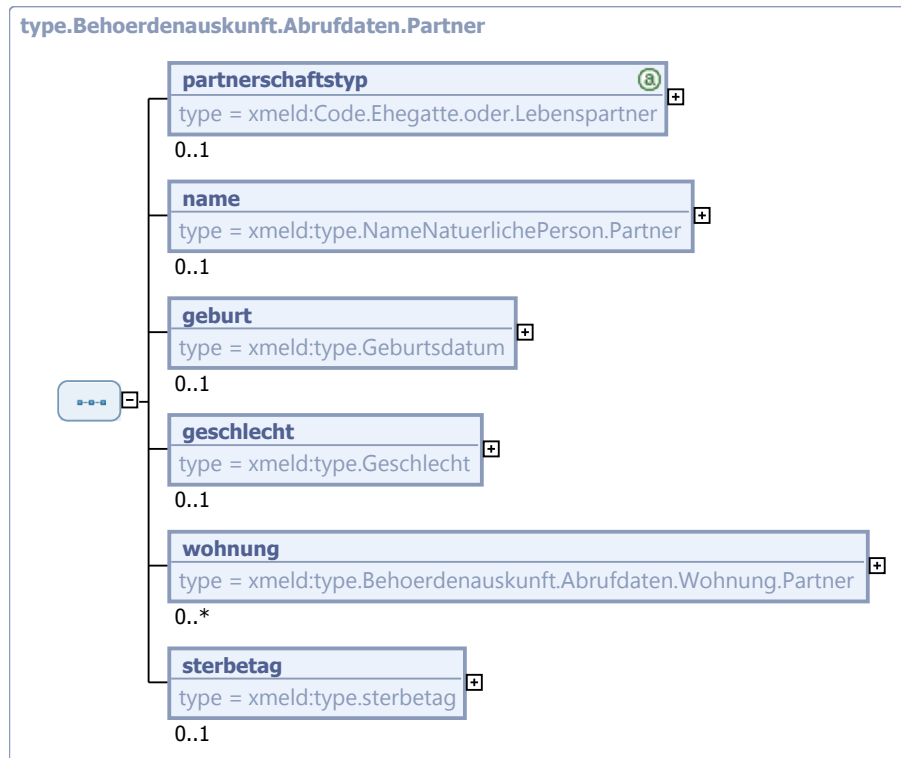 type.Behoerdenauskunft.Abrufdaten.Partner
partnerschaftstyp
type = xmeld:Code.Ehegatte.oder.Lebenspartner
0..1
name
type = xmeld:type.NameNatuerlichePerson.Partner
0..1
geburt
type = xmeld:type.Geburtsdatum
0..1
geschlecht
type = xmeld:type.Geschlecht
0..1
wohnung
type = xmeld:type.Behoerdenauskunft.Abrufdaten.Wohnung.Partner
0..*
sterbetag
type = xmeld:type.sterbetag
0..1